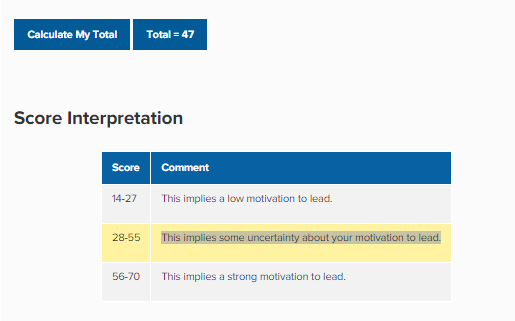 Calculate My Total
Total = 47
Score Interpretation
Score Comment
14-27 This implies a low motivation to lead.
28-55 This implies some uncertainty about your motivation to lead.
56-70 This implies a strong motivation to lead.